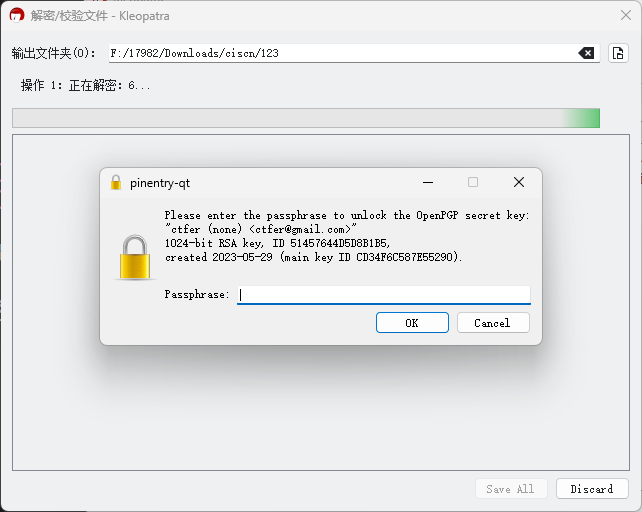 解密/校验文件 - Kleopatra
输出文件夹(O)： F:/17982/Downloads/ciscn/123
操作 1：正在解密：6...
pinentry-qt
Please enter the passphrase to unlock the OpenPGP secret key:
"ctfer (none) <ctfer@gmail.com>"
1024-bit RSA key, ID 51457644D5D8B1B5,
created 2023-05-29 (main key ID CD34F6C587E55290).
Passphrase:
OK Cancel
Save All Discard